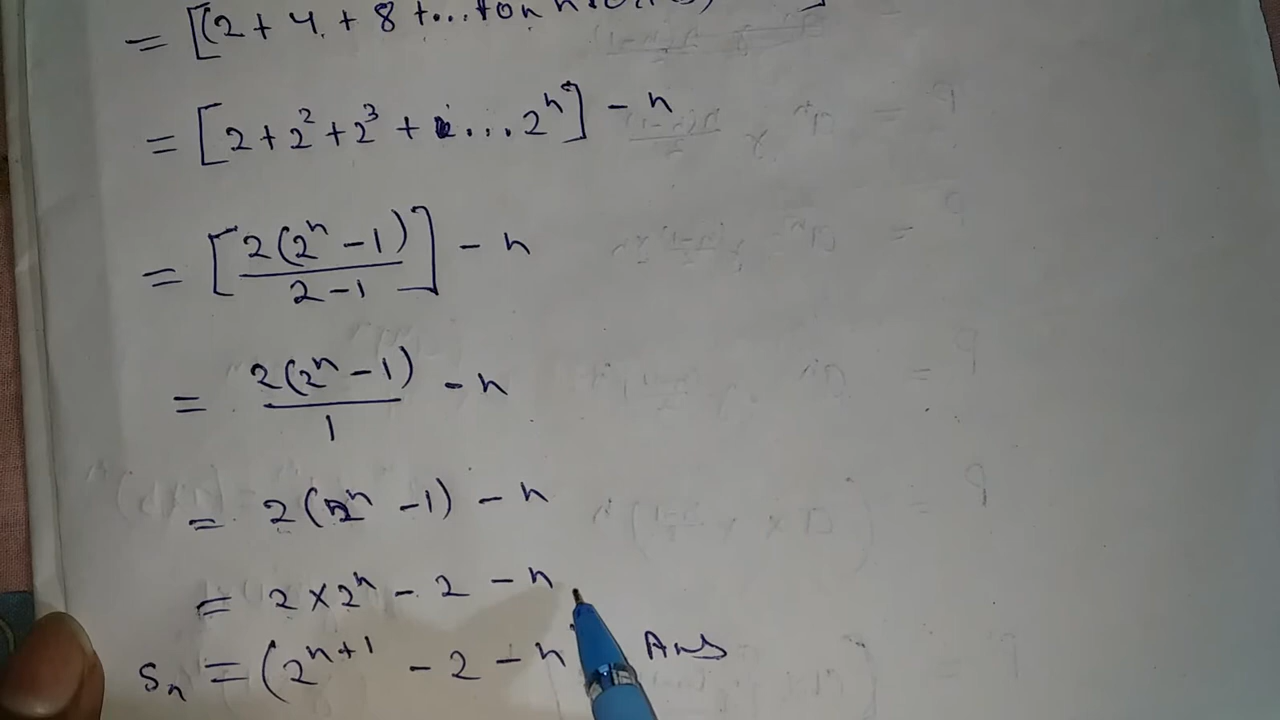 = [(2 + 4 + 8 +...to n
= [2 + 2² + 2³ + ... 2ⁿ] - n
= [2(2ⁿ - 1) / 2 - 1] - n
= 2(2ⁿ - 1) / 1 - n
= 2(2ⁿ - 1) - n
= 2 × 2ⁿ - 2 - n
Sₙ = (2ⁿ⁺¹ - 2 - n Ans